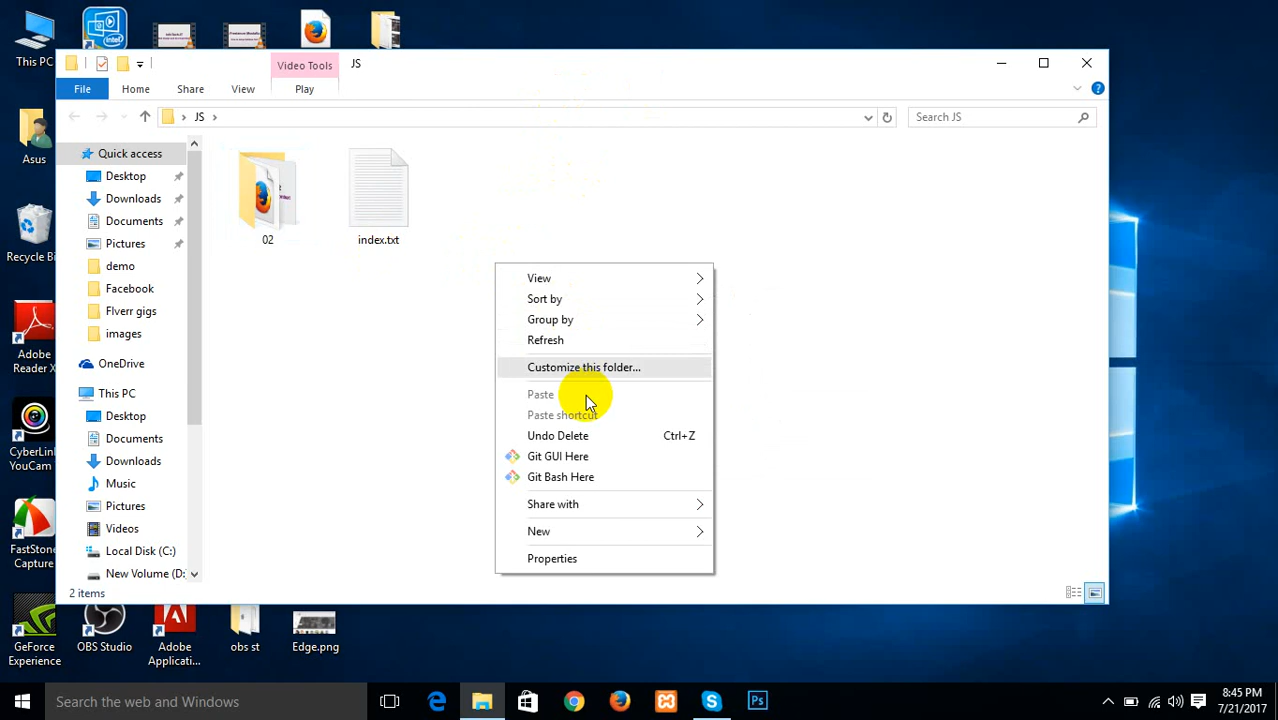 This PC
Video Tools
JS
File
Home
Share
View
Play
JS
Search JS
Quick access
Desktop
Downloads
Documents
Pictures
demo
Facebook
Flverr gigs
images
OneDrive
This PC
Desktop
Documents
Downloads
Music
Pictures
Videos
Local Disk (C:)
New Volume (D:
02
index.txt
View
Sort by
Group by
Refresh
Customize this folder...
Paste
Paste shortcut
Undo Delete Ctrl+Z
Git GUI Here
Git Bash Here
Share with
New
Properties
2 items
Asus
Recycle Bi
Adobe
Reader X
CyberLink
YouCam
FastStone
Capture
GeForce
Experience
OBS Studio
Adobe
Applicati...
obs st
Edge.png
intel
Search the web and Windows
8:45 PM
7/21/2017